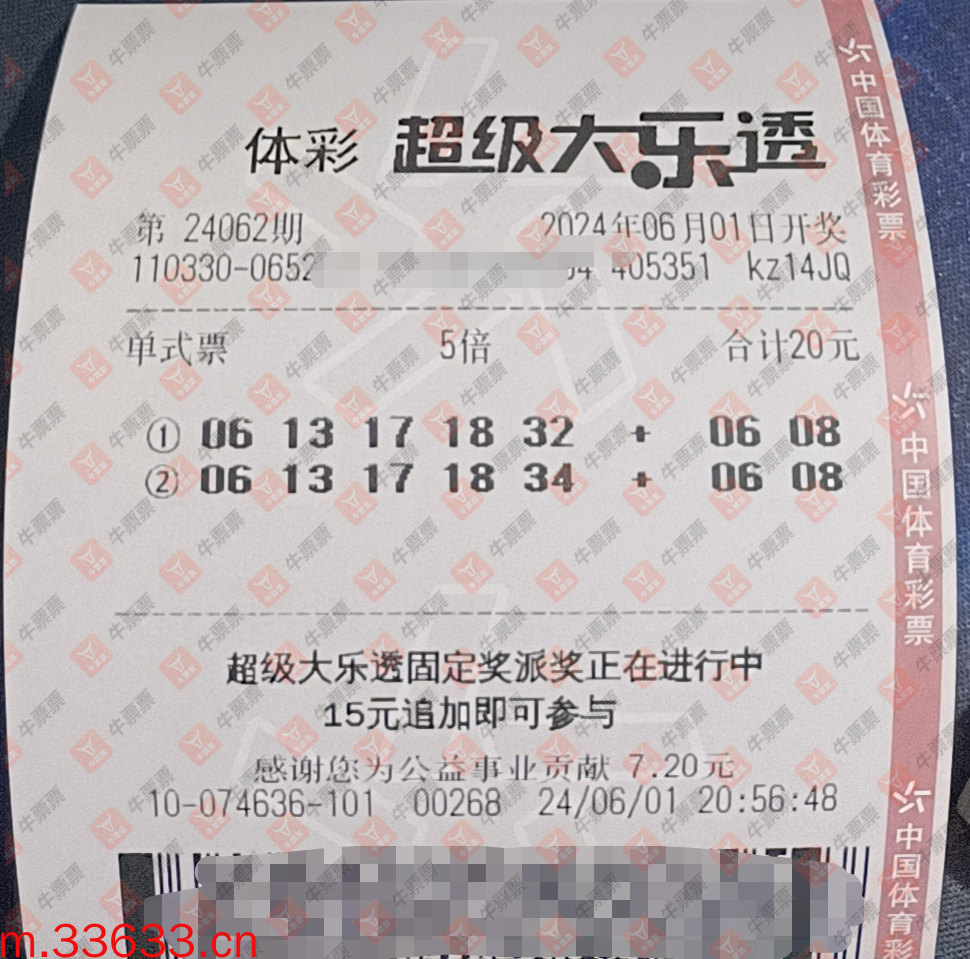 体彩 超级大乐透
第 24062期 2024年06月01日开奖
110330-0652 405351 kz14JQ
单式票 5倍 合计20元
① 06 13 17 18 32 + 06 08
② 06 13 17 18 34 + 06 08
超级大乐透固定奖派奖正在进行中
15元追加即可参与
感谢您为公益事业贡献 7.20元
10-074636-101 00268 24/06/01 20:56:48
中国体育彩票
中国体育彩票
中国体育彩
牛票票
m.33633.cn